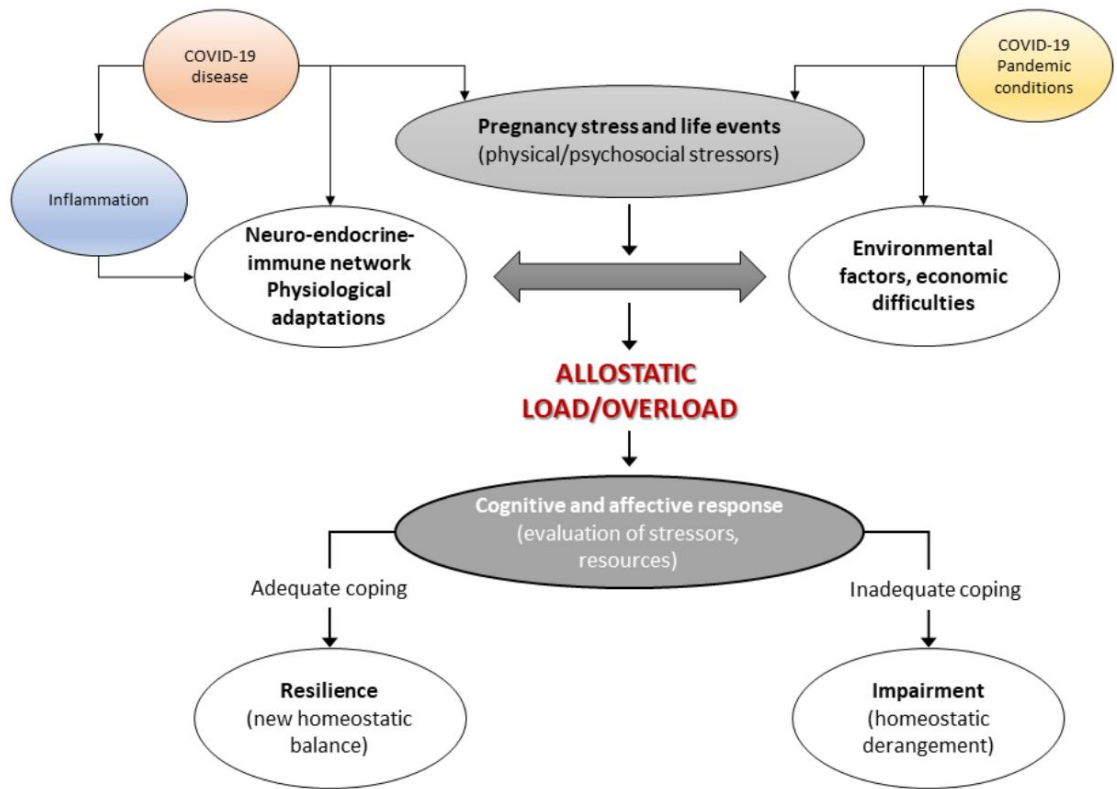 COVID-19
disease
COVID-19
Pandemic
conditions
Pregnancy stress and life events
(physical/psychosocial stressors)
Inflammation
Neuro-endocrine-
immune network
Physiological
adaptations
Environmental
factors, economic
difficulties
ALLOSTATIC
LOAD/OVERLOAD
Cognitive and affective response
(evaluation of stressors,
resources)
Adequate coping
Inadequate coping
Resilience
(new homeostatic
balance)
Impairment
(homeostatic
derangement)